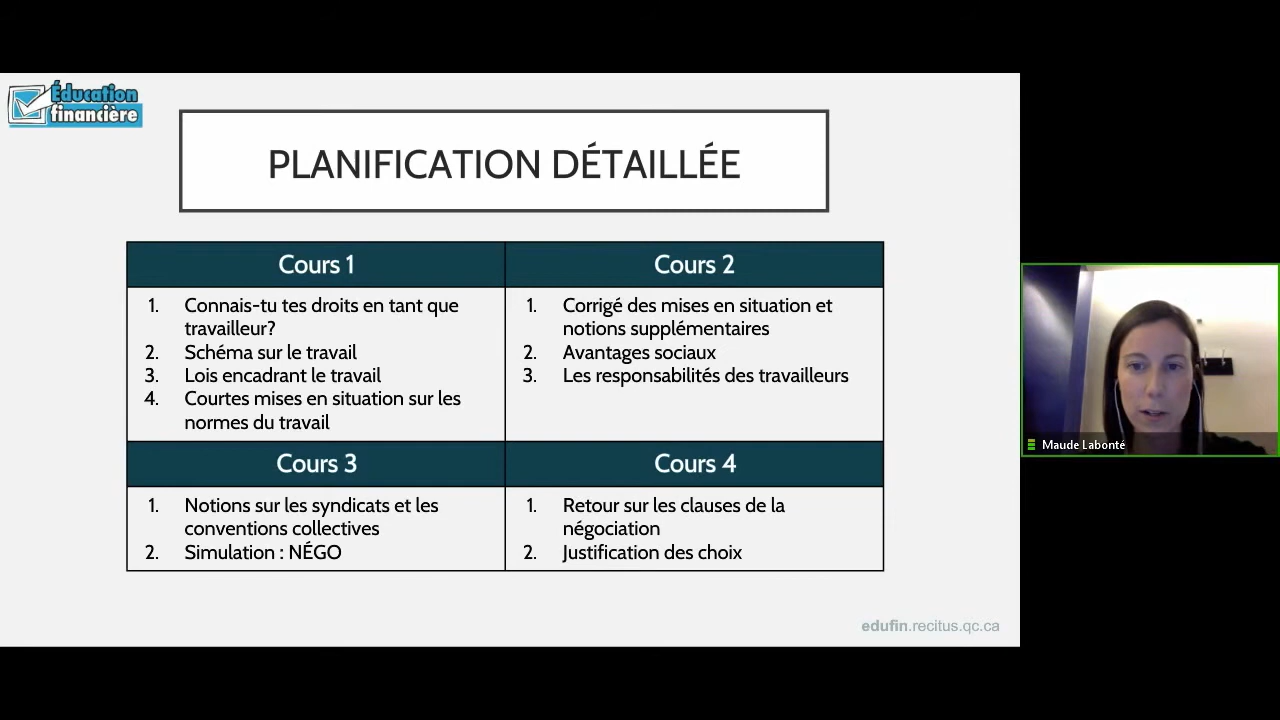 Éducation
financière
PLANIFICATION DÉTAILLÉE
Cours 1
1. Connais-tu tes droits en tant que
travailleur?
2. Schéma sur le travail
3. Lois encadrant le travail
4. Courtes mises en situation sur les
normes du travail
Cours 2
1. Corrigé des mises en situation et
notions supplémentaires
2. Avantages sociaux
3. Les responsabilités des travailleurs
Cours 3
1. Notions sur les syndicats et les
conventions collectives
2. Simulation : NÉGO
Cours 4
1. Retour sur les clauses de la
négociation
2. Justification des choix
edufin.recitus.qc.ca
Maude Labonté